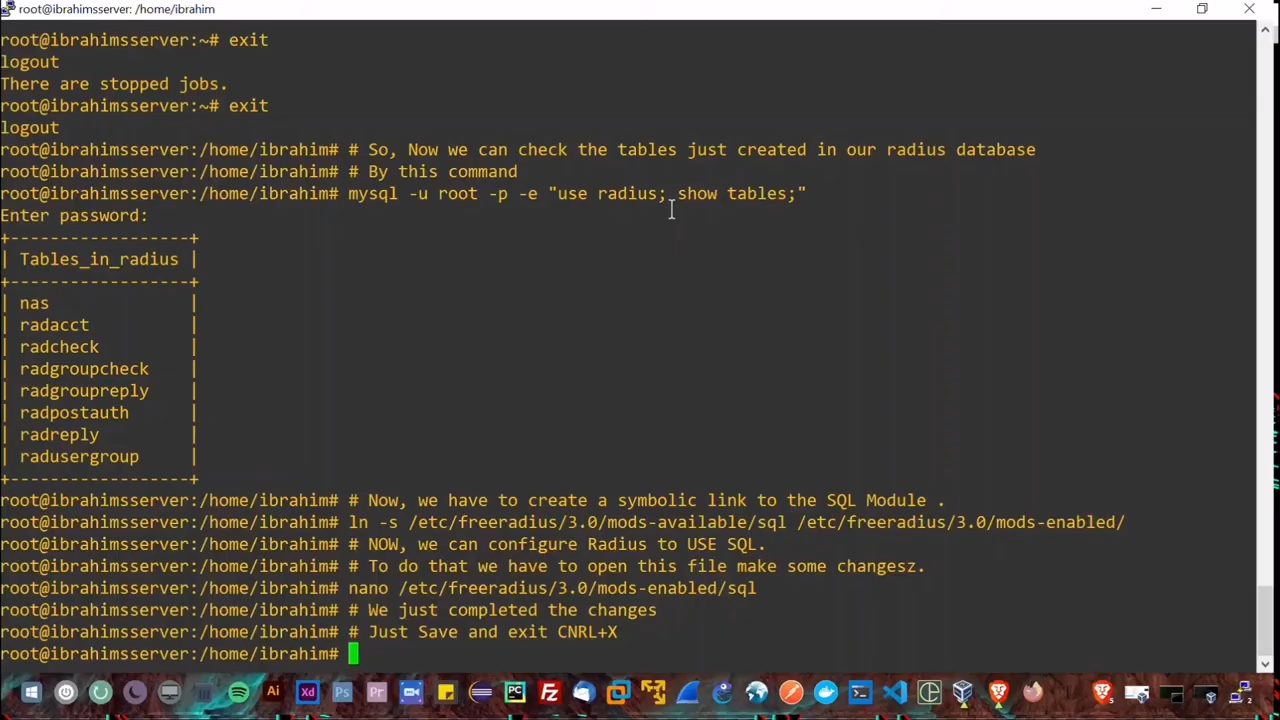 root@ibrahimsserver: /home/ibrahim
root@ibrahimsserver:~# exit
logout
There are stopped jobs.
root@ibrahimsserver:~# exit
logout
root@ibrahimsserver:/home/ibrahim# # So, Now we can check the tables just created in our radius database
root@ibrahimsserver:/home/ibrahim# # By this command
root@ibrahimsserver:/home/ibrahim# mysql -u root -p -e "use radius; show tables;"
Enter password:
+------------------+
| Tables_in_radius |
+------------------+
| nas              |
| radacct          |
| radcheck         |
| radgroupcheck    |
| radgroupreply    |
| radpostauth      |
| radreply         |
| radusergroup     |
+------------------+
root@ibrahimsserver:/home/ibrahim# # Now, we have to create a symbolic link to the SQL Module .
root@ibrahimsserver:/home/ibrahim# ln -s /etc/freeradius/3.0/mods-available/sql /etc/freeradius/3.0/mods-enabled/
root@ibrahimsserver:/home/ibrahim# # NOW, we can configure Radius to USE SQL.
root@ibrahimsserver:/home/ibrahim# # To do that we have to open this file make some changesz.
root@ibrahimsserver:/home/ibrahim# nano /etc/freeradius/3.0/mods-enabled/sql
root@ibrahimsserver:/home/ibrahim# # We just completed the changes
root@ibrahimsserver:/home/ibrahim# # Just Save and exit CNRL+X
root@ibrahimsserver:/home/ibrahim#
Ai Xd Ps Pr PC FZ